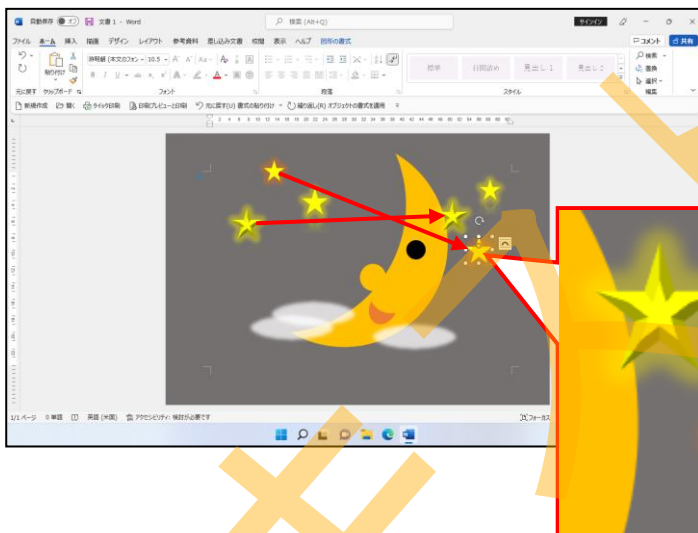 自動保存 オフ 文書 1 - Word 検索 (Alt+Q) サインイン
ファイル ホーム 挿入 描画 デザイン レイアウト 参考資料 差し込み文書 校閲 表示 ヘルプ 図形の書式 コメント 共有
貼り付け 游明朝 (本文のフォン 10.5 標準 行間詰め 見出し 1 見出し 2 検索
置換
選択
元に戻す クリップボード フォント 段落 スタイル 編集
新規作成 開く クイック印刷 印刷プレビューと印刷 元に戻す(U) 書式の貼り付け 繰り返し(R) オブジェクトの書式を適用
1/1 ページ 0 単語 英語 (米国) アクセシビリティ: 検討が必要です フォーカス